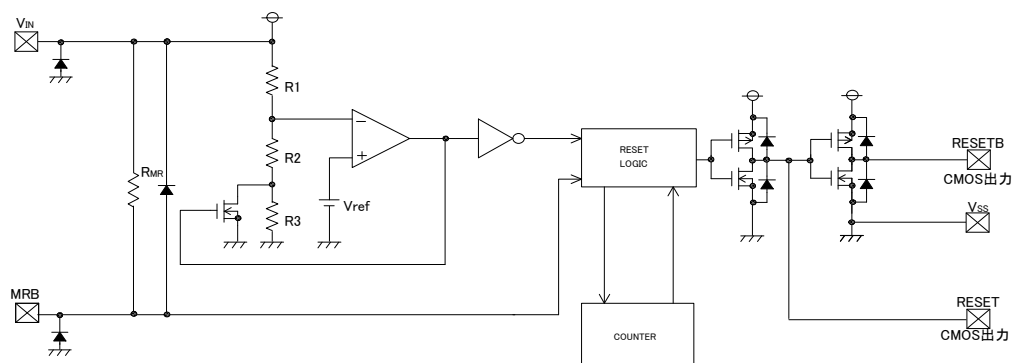 VIN
R1
R2
RMR
R3
Vref
−
+
RESET
LOGIC
RESETB
CMOS出力
VSS
MRB
COUNTER
RESET
CMOS出力